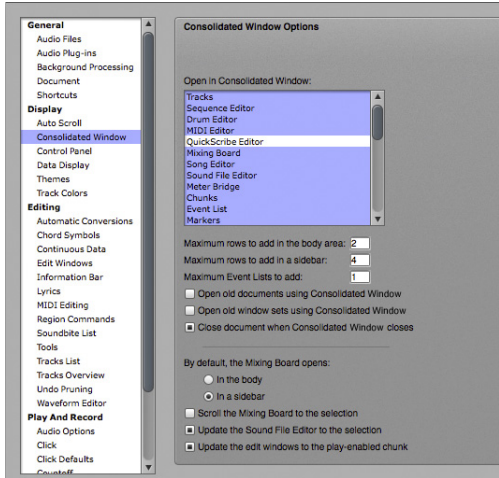 General
Audio Files
Audio Plug-ins
Background Processing
Document
Shortcuts
Display
Auto Scroll
Consolidated Window
Control Panel
Data Display
Themes
Track Colors
Editing
Automatic Conversions
Chord Symbols
Continuous Data
Edit Windows
Information Bar
Lyrics
MIDI Editing
Region Commands
Soundbite List
Tools
Tracks List
Tracks Overview
Undo Pruning
Waveform Editor
Play And Record
Audio Options
Click
Click Defaults
Countoff
Consolidated Window Options
Open in Consolidated Window:
Tracks
Sequence Editor
Drum Editor
MIDI Editor
QuickScribe Editor
Mixing Board
Song Editor
Sound File Editor
Meter Bridge
Chunks
Event List
Markers
Maximum rows to add in the body area: 2
Maximum rows to add in a sidebar: 4
Maximum Event Lists to add: 1
Open old documents using Consolidated Window
Open old window sets using Consolidated Window
Close document when Consolidated Window closes
By default, the Mixing Board opens:
In the body
In a sidebar
Scroll the Mixing Board to the selection
Update the Sound File Editor to the selection
Update the edit windows to the play-enabled chunk